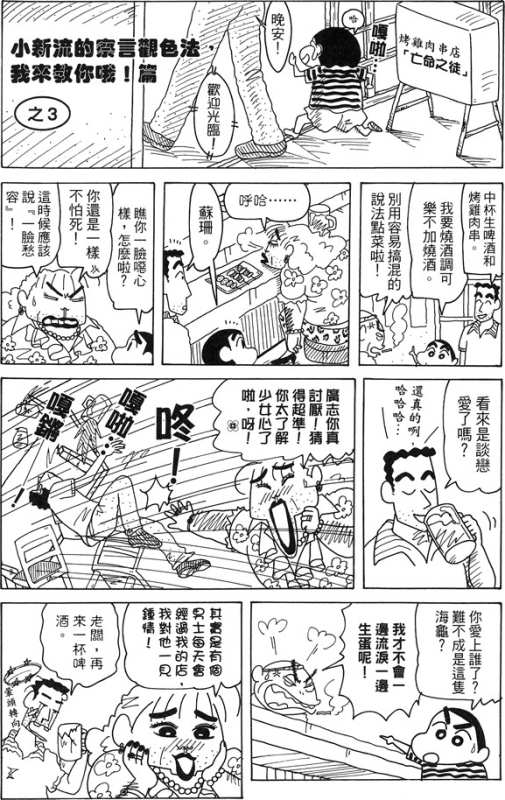 小新流的察言觀色法,
我來教你哦!篇
之3
烤雞肉串店
「亡命之徒」
嘎啦…
哈
晚安!
歡迎光臨!
中杯生啤酒和
烤雞肉串。
我要燒酒調可
樂不加燒酒。
別用容易搞混的
說法點菜啦!
呼哈……
蘇珊。
瞧你一臉噁心
樣,怎麼啦?
你還是一樣
不怕死!
這時候應該
說『一臉愁
容』!
看來是談戀
愛了嗎?
還真的咧
哈哈哈…
廣志你真
討厭!猜
得超準!
你太了解
少女心了
啦,呀!
咚!
嘎啦
嘎鏘
你愛上誰了?
難不成是這隻
海龜?
我才不會一
邊流淚一邊
生蛋呢!
其實是有個
男士每天會
經過我的店,
我對他一見
鍾情!
老闆,再
來一杯啤
酒。
暈頭轉向